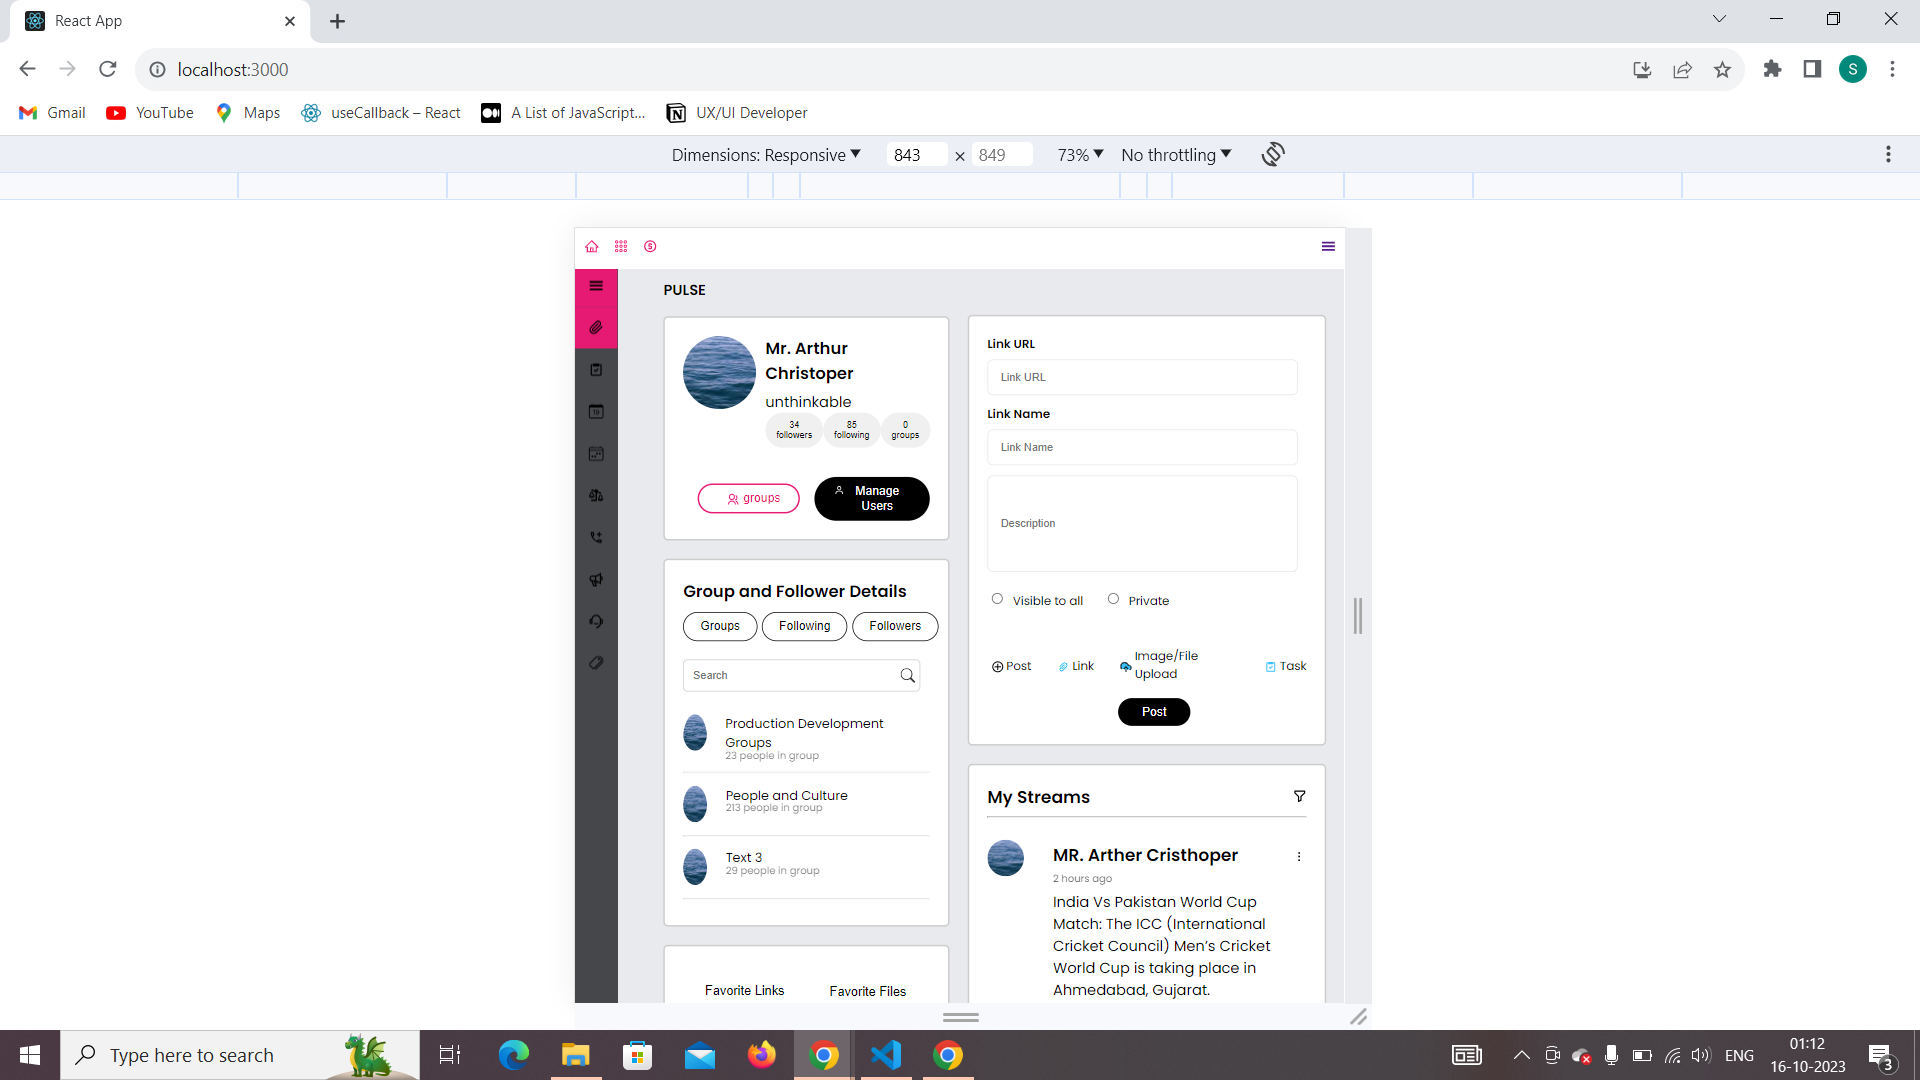 React App
localhost:3000
S
Gmail
YouTube
Maps
useCallback – React
A List of JavaScript...
UX/UI Developer
Dimensions: Responsive
843
×
849
73%
No throttling
PULSE
Mr. Arthur
Christoper
unthinkable
34
followers
85
following
0
groups
groups
Manage
Users
Group and Follower Details
Groups
Following
Followers
Search
Production Development
Groups
23 people in group
People and Culture
213 people in group
Text 3
29 people in group
Favorite Links
Favorite Files
Link URL
Link URL
Link Name
Link Name
Description
Visible to all
Private
Post
Link
Image/File
Upload
Task
Post
My Streams
MR. Arther Cristhoper
2 hours ago
India Vs Pakistan World Cup
Match: The ICC (International
Cricket Council) Men’s Cricket
World Cup is taking place in
Ahmedabad, Gujarat.
Type here to search
ENG
01:12
16-10-2023
3